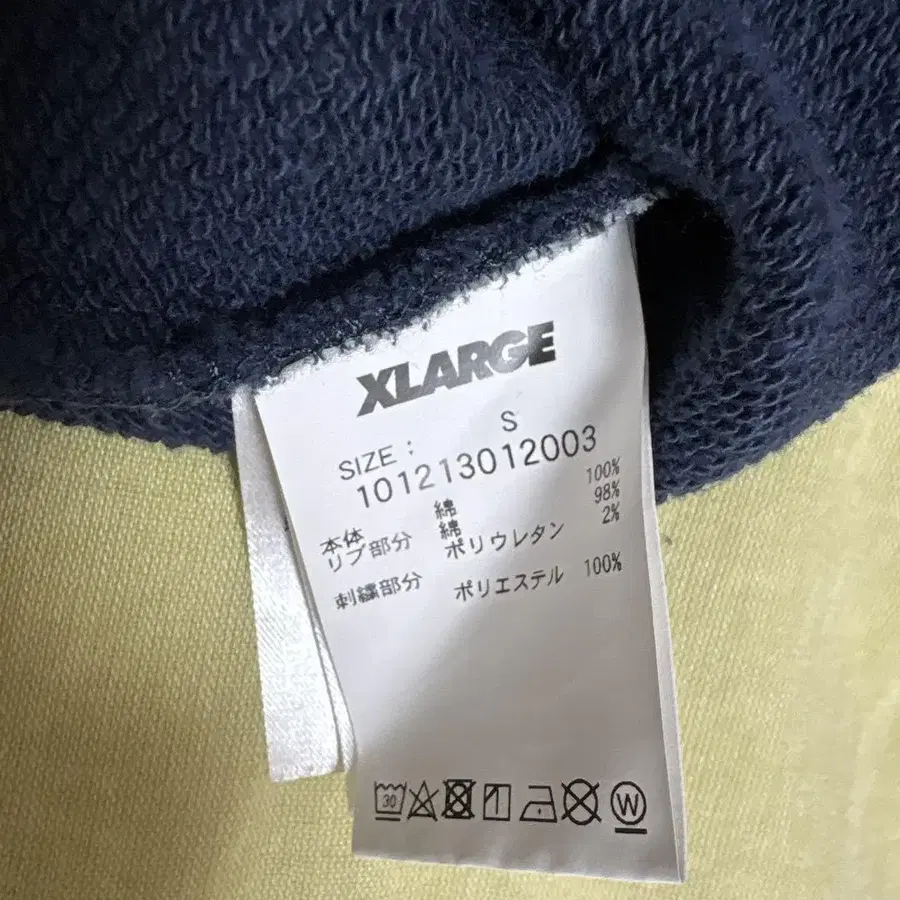 XLARGE
SIZE : S
101213012003
本体 綿 100%
リブ部分 綿 98%
ポリウレタン 2%
刺繍部分 ポリエステル 100%
30
W